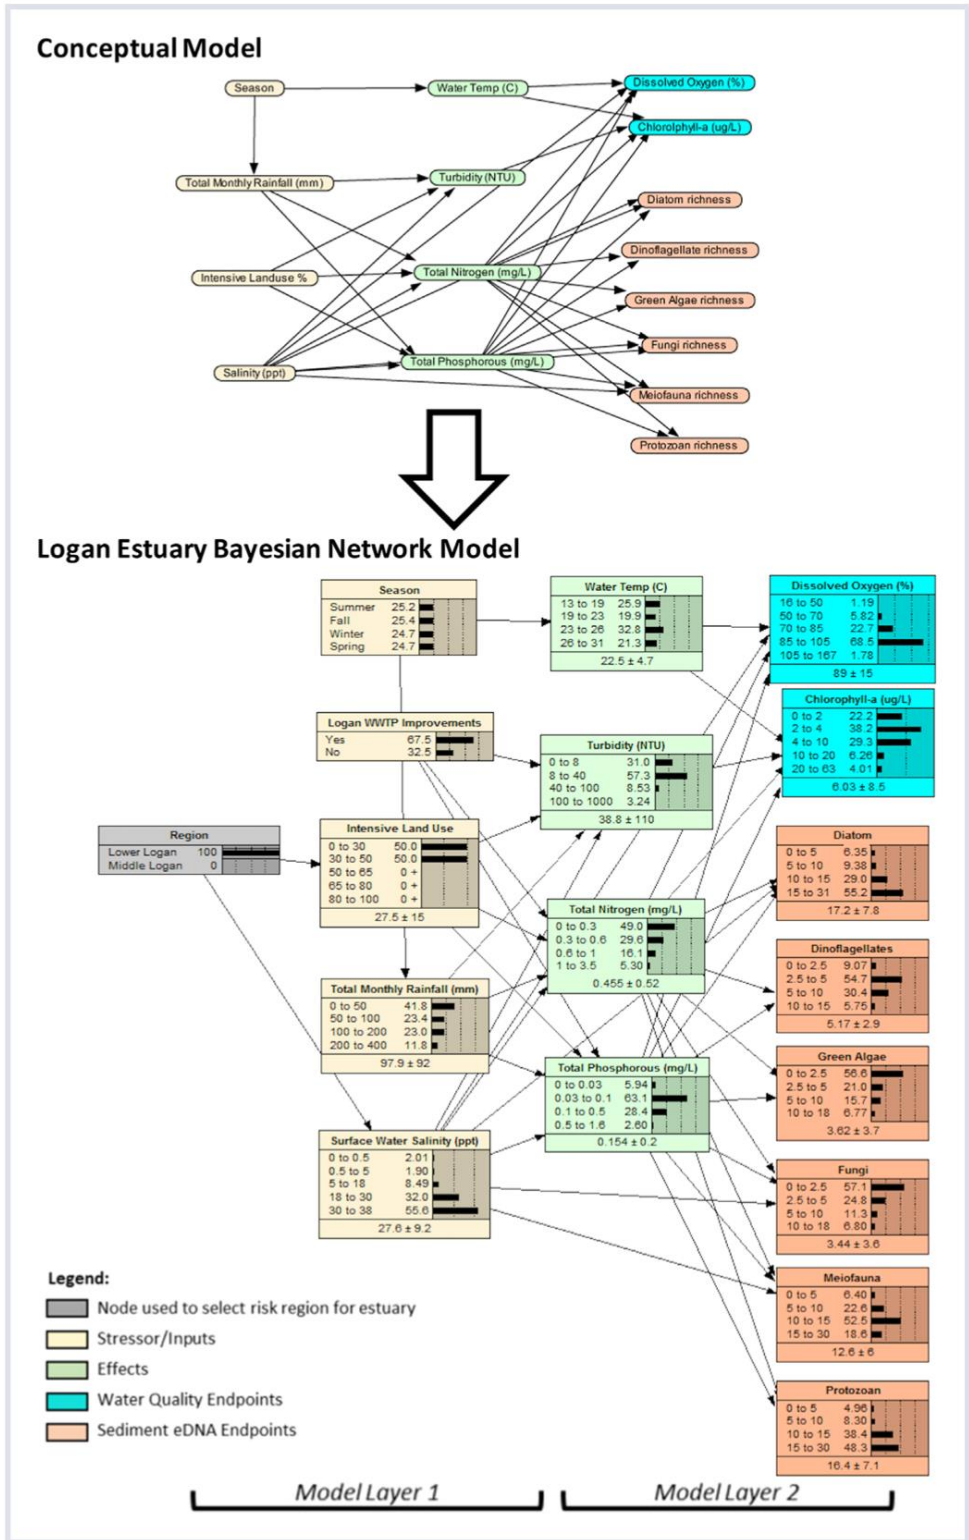 Conceptual Model
Season
Water Temp (C)
Dissolved Oxygen (%)
Chlorolphyll-a (ug/L)
Total Monthly Rainfall (mm)
Turbidity (NTU)
Diatom richness
Dinoflagellate richness
Intensive Landuse %
Total Nitrogen (mg/L)
Green Algae richness
Fungi richness
Salinity (ppt)
Total Phosphorous (mg/L)
Meiofauna richness
Protozoan richness
Logan Estuary Bayesian Network Model
Region
Lower Logan 100
Middle Logan 0
Season
Summer 25.2
Fall 25.4
Winter 24.7
Spring 24.7
Logan WWTP Improvements
Yes 67.5
No 32.5
Intensive Land Use
0 to 30 50.0
30 to 50 50.0
50 to 65 0 +
65 to 80 0 +
80 to 100 0 +
27.5 ± 15
Total Monthly Rainfall (mm)
0 to 50 41.8
50 to 100 23.4
100 to 200 23.0
200 to 400 11.8
97.9 ± 92
Surface Water Salinity (ppt)
0 to 0.5 2.01
0.5 to 5 1.90
5 to 18 8.49
18 to 30 32.0
30 to 38 55.6
27.6 ± 9.2
Water Temp (C)
13 to 19 25.9
19 to 23 19.9
23 to 26 32.8
26 to 31 21.3
22.5 ± 4.7
Turbidity (NTU)
0 to 8 31.0
8 to 40 57.3
40 to 100 8.53
100 to 1000 3.24
38.8 ± 110
Total Nitrogen (mg/L)
0 to 0.3 49.0
0.3 to 0.6 29.6
0.6 to 1 16.1
1 to 3.5 5.30
0.455 ± 0.52
Total Phosphorous (mg/L)
0 to 0.03 5.94
0.03 to 0.1 63.1
0.1 to 0.5 28.4
0.5 to 1.6 2.60
0.154 ± 0.2
Dissolved Oxygen (%)
16 to 50 1.19
50 to 70 5.82
70 to 85 22.7
85 to 105 68.5
105 to 167 1.78
89 ± 15
Chlorophyll-a (ug/L)
0 to 2 22.2
2 to 4 38.2
4 to 10 29.3
10 to 20 6.26
20 to 63 4.01
6.03 ± 8.5
Diatom
0 to 5 6.35
5 to 10 9.38
10 to 15 29.0
15 to 31 55.2
17.2 ± 7.8
Dinoflagellates
0 to 2.5 9.07
2.5 to 5 54.7
5 to 10 30.4
10 to 15 5.75
5.17 ± 2.9
Green Algae
0 to 2.5 56.6
2.5 to 5 21.0
5 to 10 15.7
10 to 18 6.77
3.62 ± 3.7
Fungi
0 to 2.5 57.1
2.5 to 5 24.8
5 to 10 11.3
10 to 18 6.80
3.44 ± 3.6
Meiofauna
0 to 5 6.40
5 to 10 22.6
10 to 15 52.5
15 to 30 18.6
12.6 ± 6
Protozoan
0 to 5 4.96
5 to 10 8.30
10 to 15 38.4
15 to 30 48.3
16.4 ± 7.1
Legend:
Node used to select risk region for estuary
Stressor/Inputs
Effects
Water Quality Endpoints
Sediment eDNA Endpoints
Model Layer 1
Model Layer 2